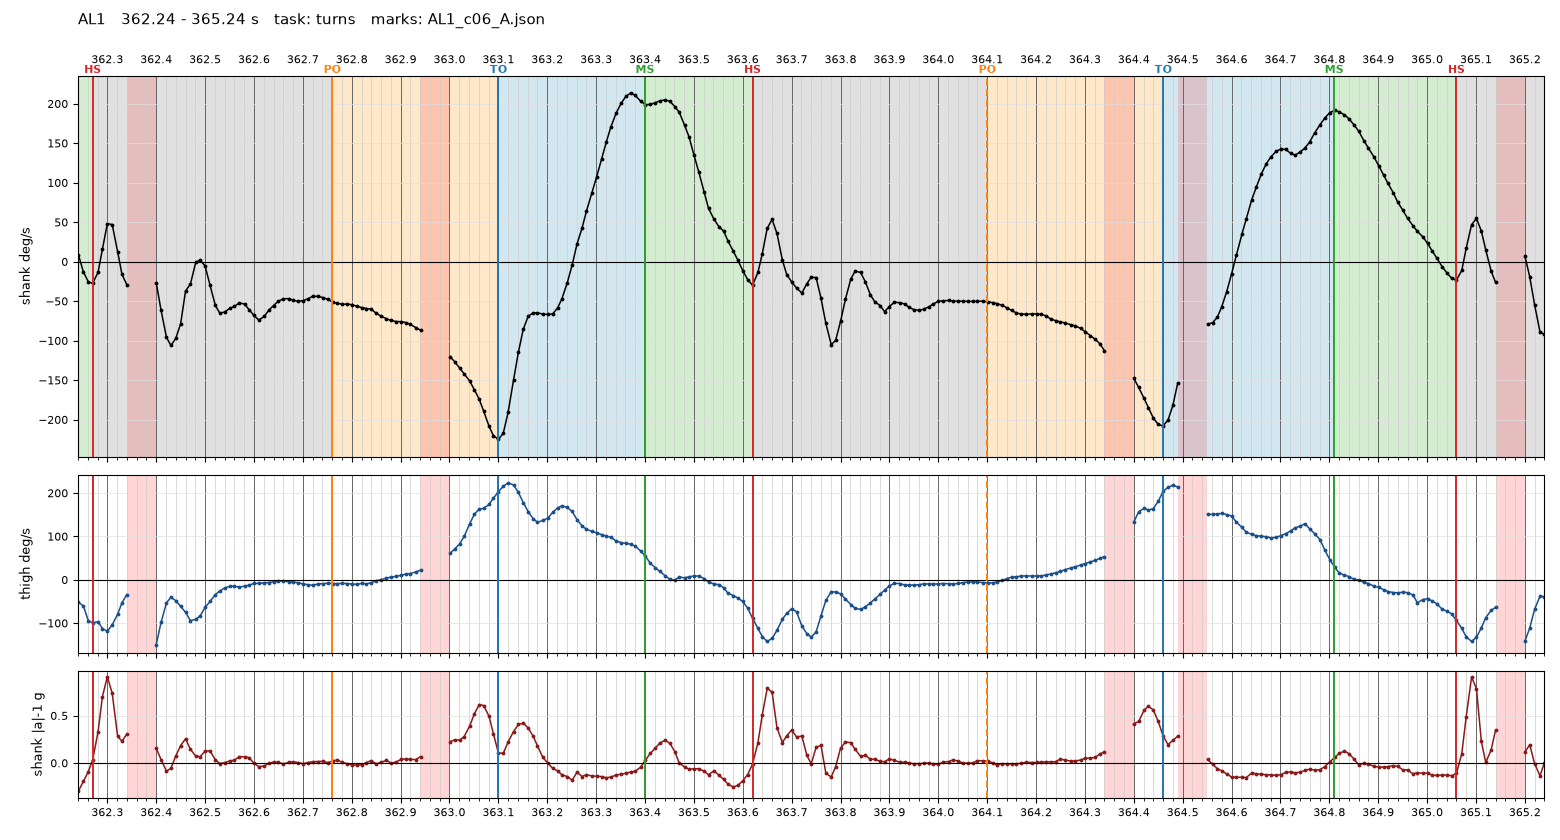 AL1   362.24 - 365.24 s   task: turns   marks: AL1_c06_A.json
362.3 362.4 362.5 362.6 362.7 362.8 362.9 363.0 363.1 363.2 363.3 363.4 363.5 363.6 363.7 363.8 363.9 364.0 364.1 364.2 364.3 364.4 364.5 364.6 364.7 364.8 364.9 365.0 365.1 365.2
HS PO TO MS HS PO TO MS HS
shank deg/s
200
150
100
50
0
−50
−100
−150
−200
thigh deg/s
200
100
0
−100
shank |a|-1 g
0.5
0.0
362.3 362.4 362.5 362.6 362.7 362.8 362.9 363.0 363.1 363.2 363.3 363.4 363.5 363.6 363.7 363.8 363.9 364.0 364.1 364.2 364.3 364.4 364.5 364.6 364.7 364.8 364.9 365.0 365.1 365.2